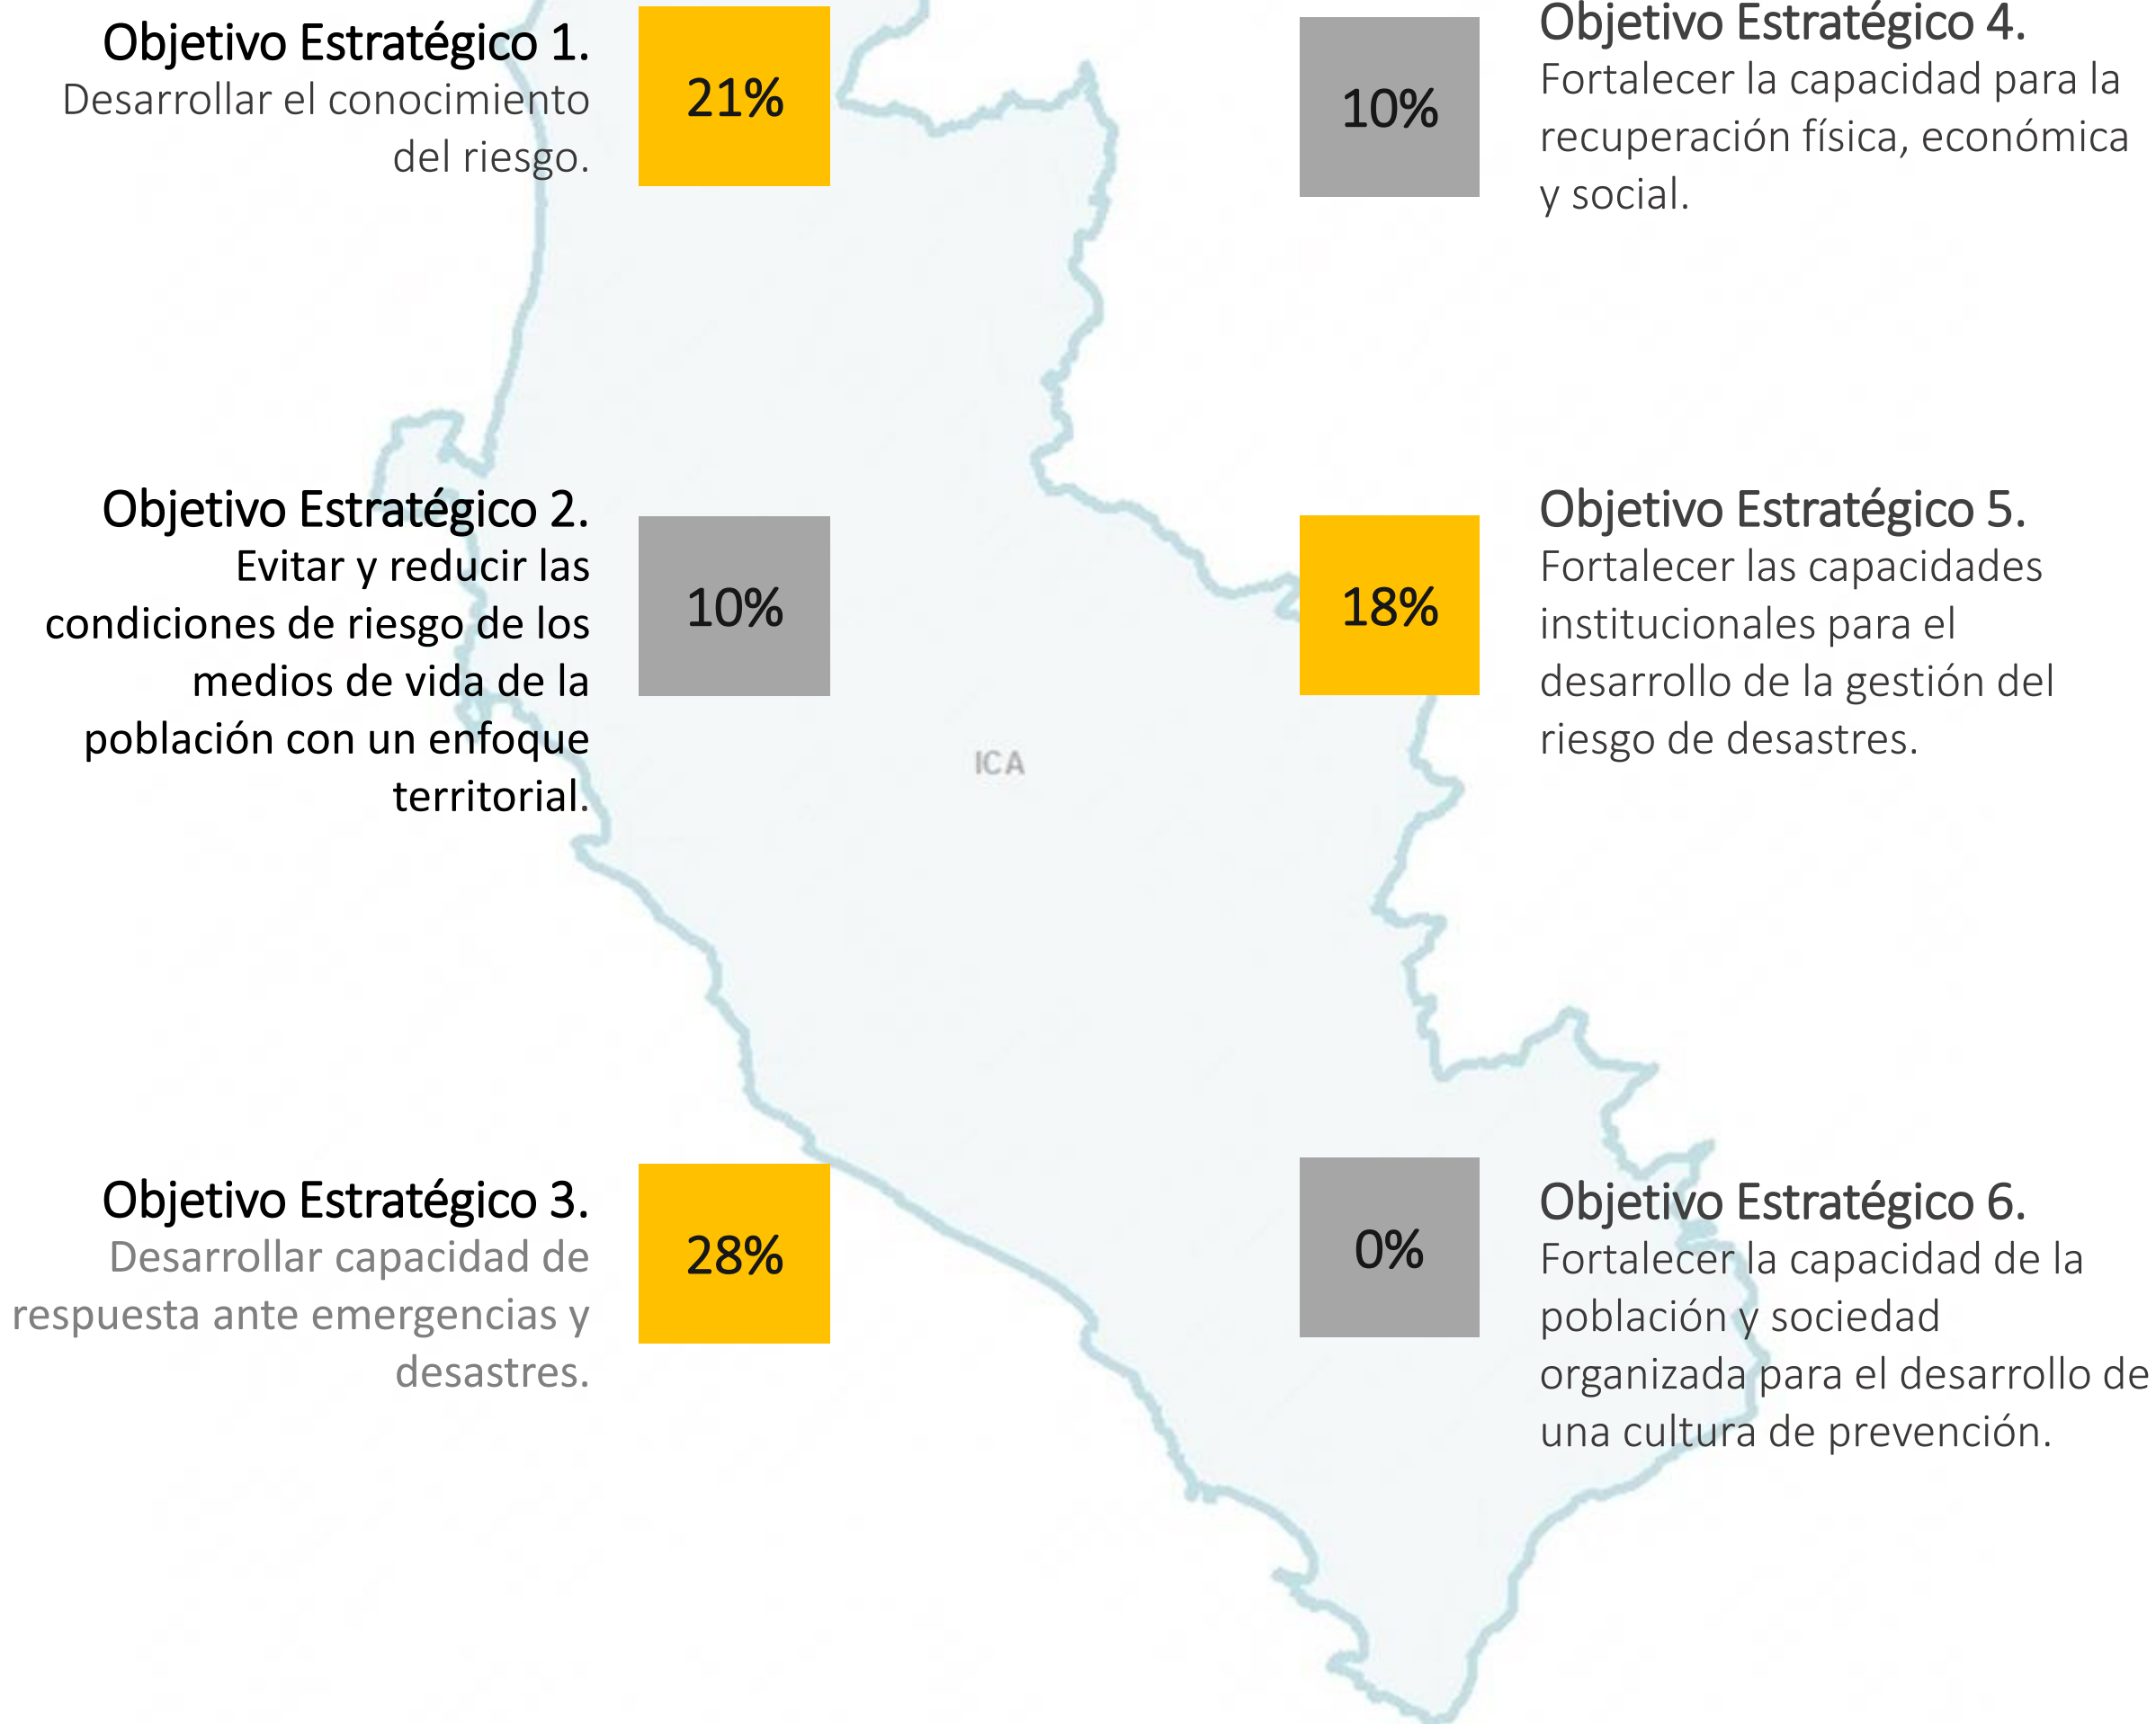 Objetivo Estratégico 1.
Desarrollar el conocimiento
del riesgo.
21%
Objetivo Estratégico 2.
Evitar y reducir las
condiciones de riesgo de los
medios de vida de la
población con un enfoque
territorial.
10%
Objetivo Estratégico 3.
Desarrollar capacidad de
respuesta ante emergencias y
desastres.
28%
ICA
10%
Objetivo Estratégico 4.
Fortalecer la capacidad para la
recuperación física, económica
y social.
18%
Objetivo Estratégico 5.
Fortalecer las capacidades
institucionales para el
desarrollo de la gestión del
riesgo de desastres.
0%
Objetivo Estratégico 6.
Fortalecer la capacidad de la
población y sociedad
organizada para el desarrollo de
una cultura de prevención.